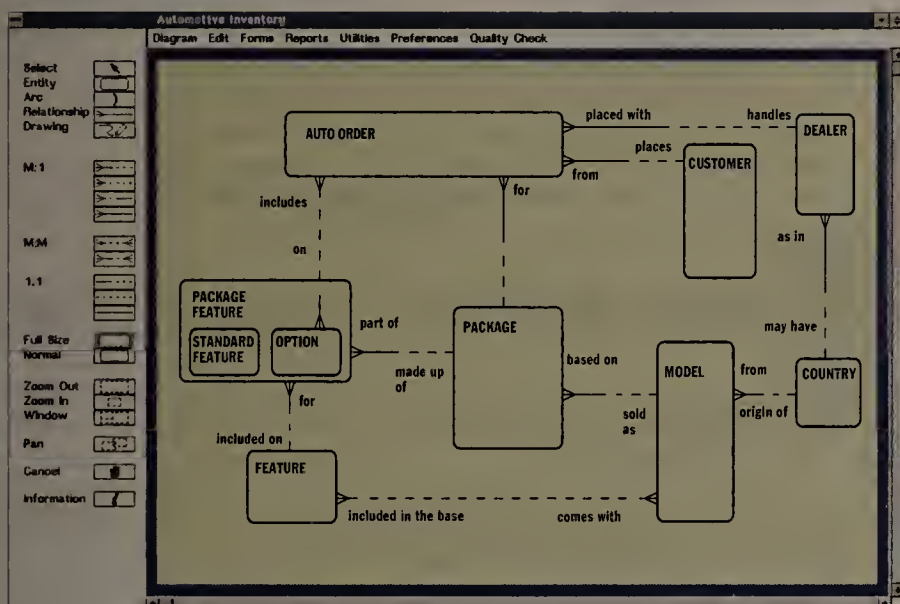 Automotive Inventory
Diagram Edit Forms Reports Utilities Preferences Quality Check
Select
Entity
Arc
Relationship
Drawing
M:1
M:M
1:1
Full Size
Normal
Zoom Out
Zoom In
Window
Pan
Cancel
Information
AUTO ORDER
placed with
handles
DEALER
from
places
CUSTOMER
includes
for
on
as in
PACKAGE
FEATURE
STANDARD
FEATURE
OPTION
part of
made up
of
PACKAGE
based on
sold
as
MODEL
may have
from
origin of
COUNTRY
for
included on
FEATURE
included in the base
comes with